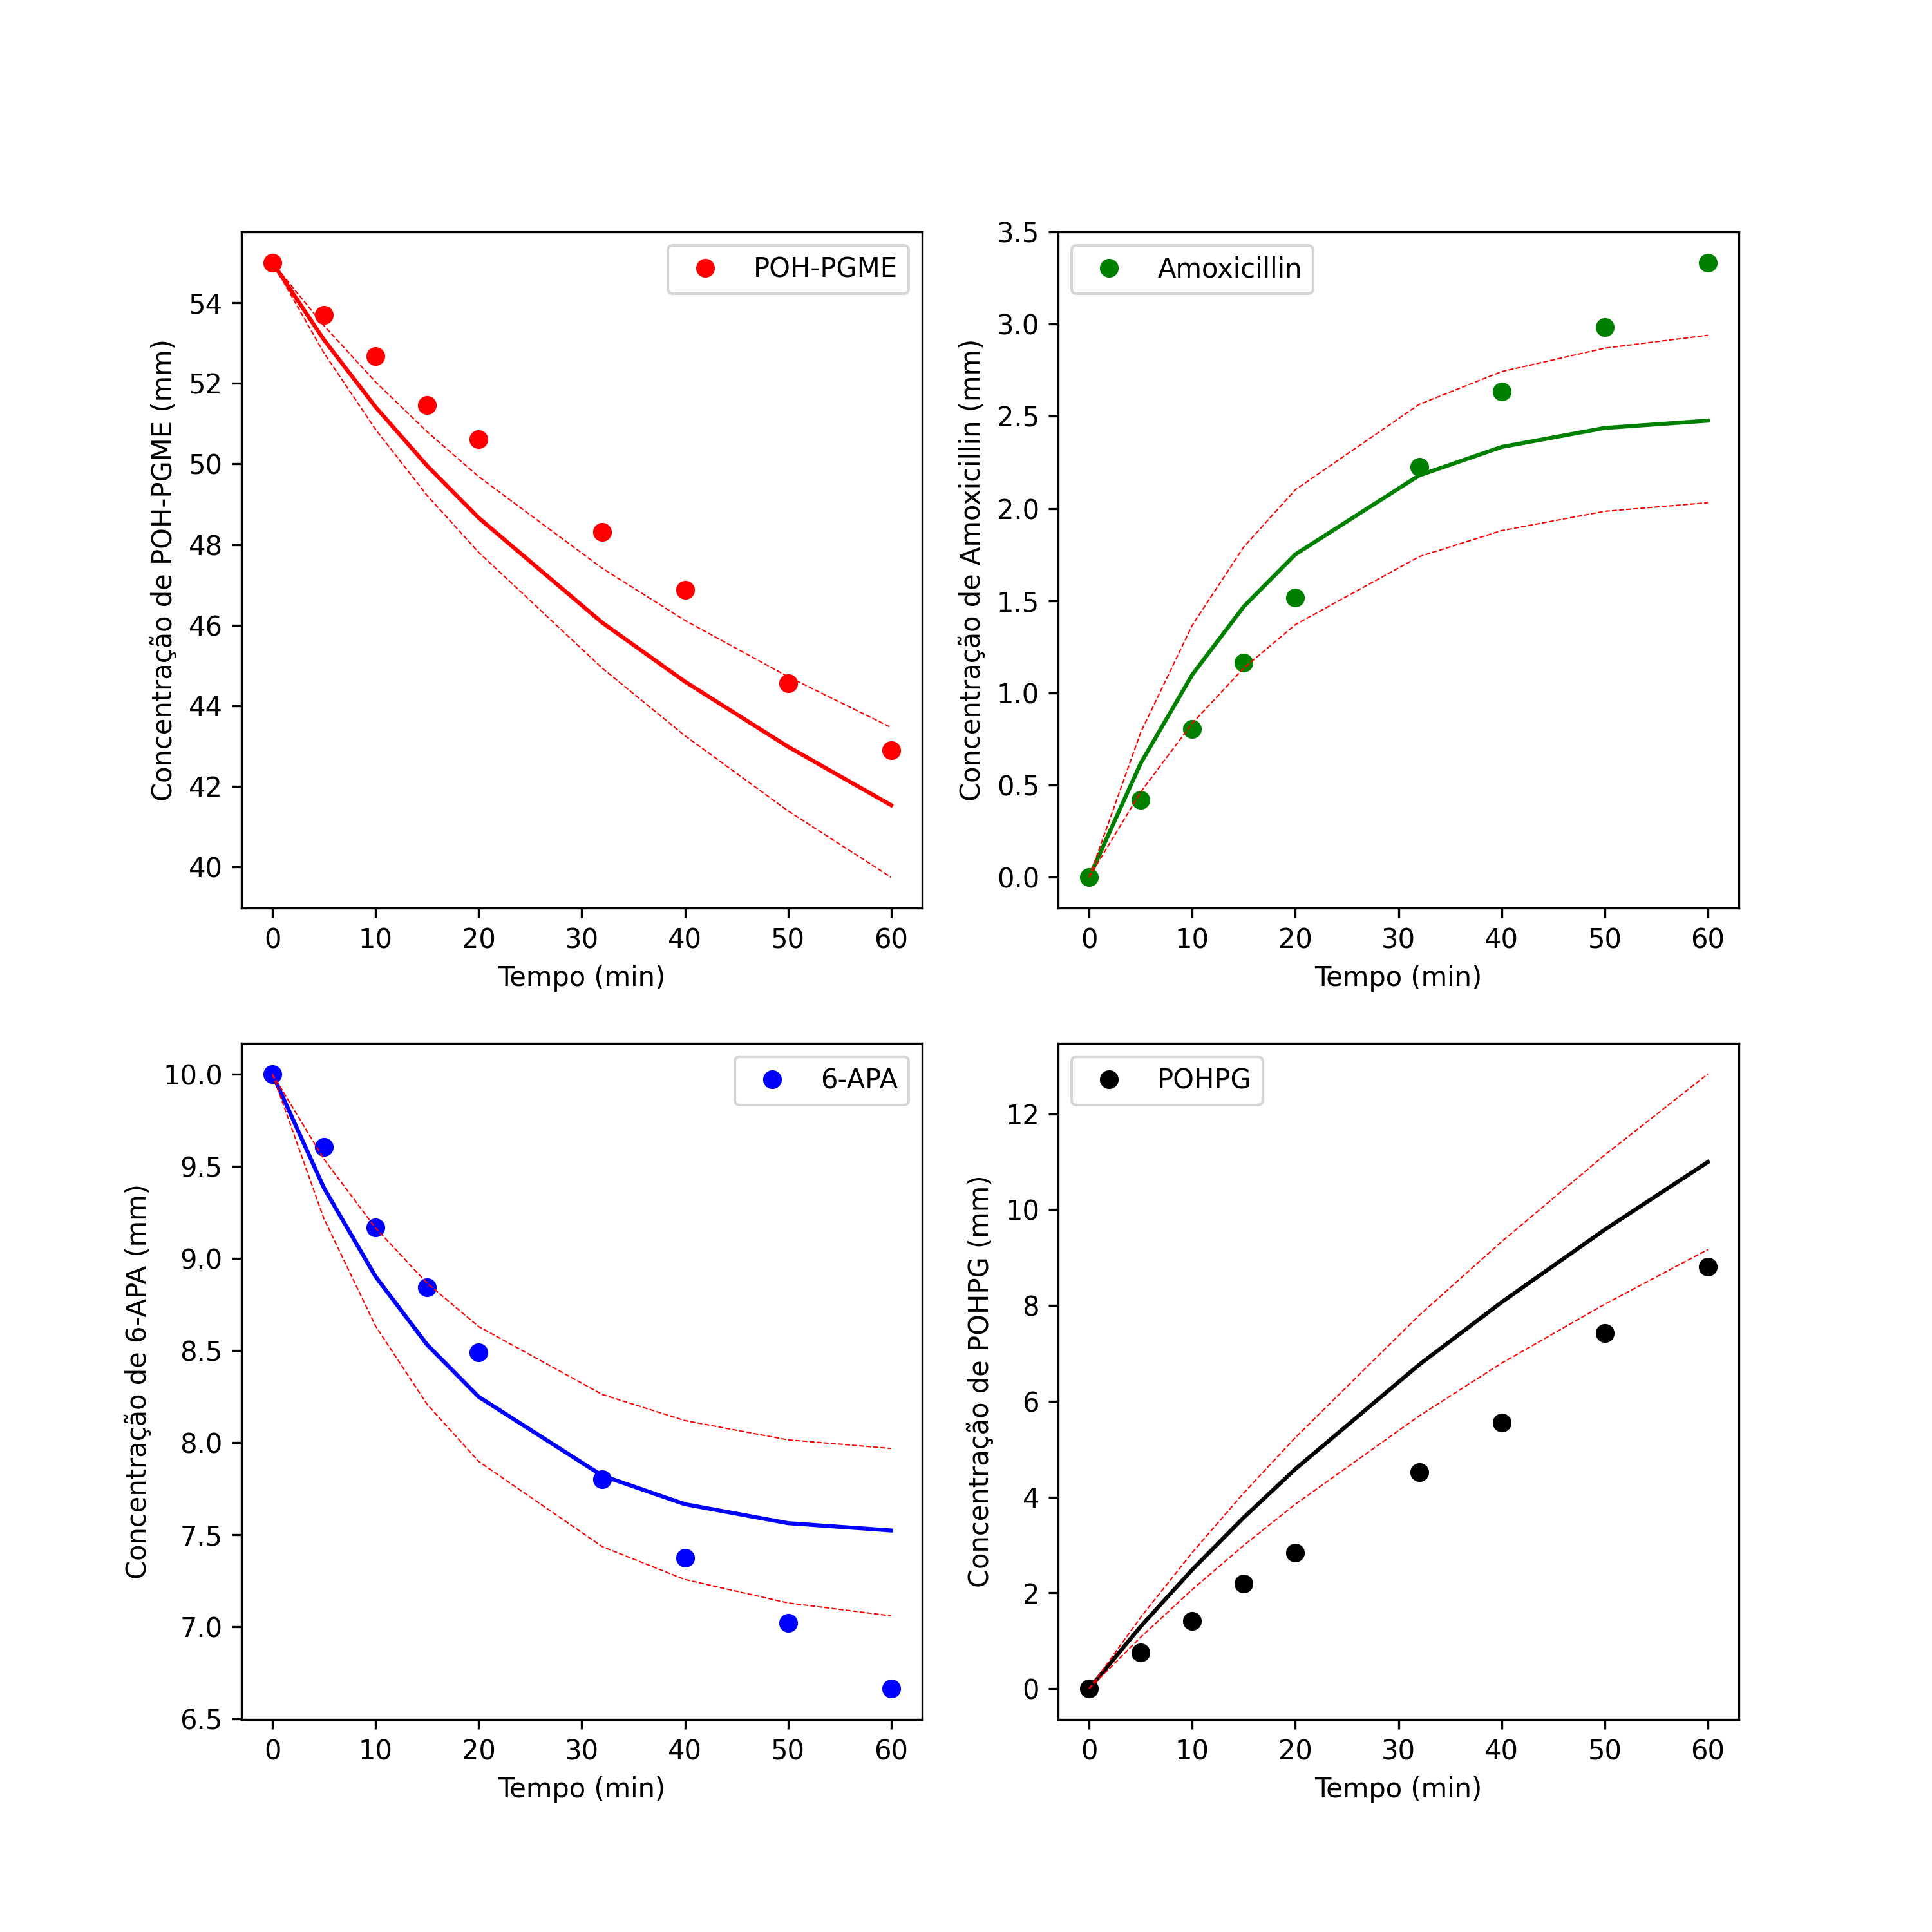 Concentração de POH-PGME (mm)
54
52
50
48
46
44
42
40
POH-PGME
0 10 20 30 40 50 60
Tempo (min)
Concentração de Amoxicillin (mm)
3.5
3.0
2.5
2.0
1.5
1.0
0.5
0.0
Amoxicillin
0 10 20 30 40 50 60
Tempo (min)
Concentração de 6-APA (mm)
10.0
9.5
9.0
8.5
8.0
7.5
7.0
6.5
6-APA
0 10 20 30 40 50 60
Tempo (min)
Concentração de POHPG (mm)
12
10
8
6
4
2
0
POHPG
0 10 20 30 40 50 60
Tempo (min)